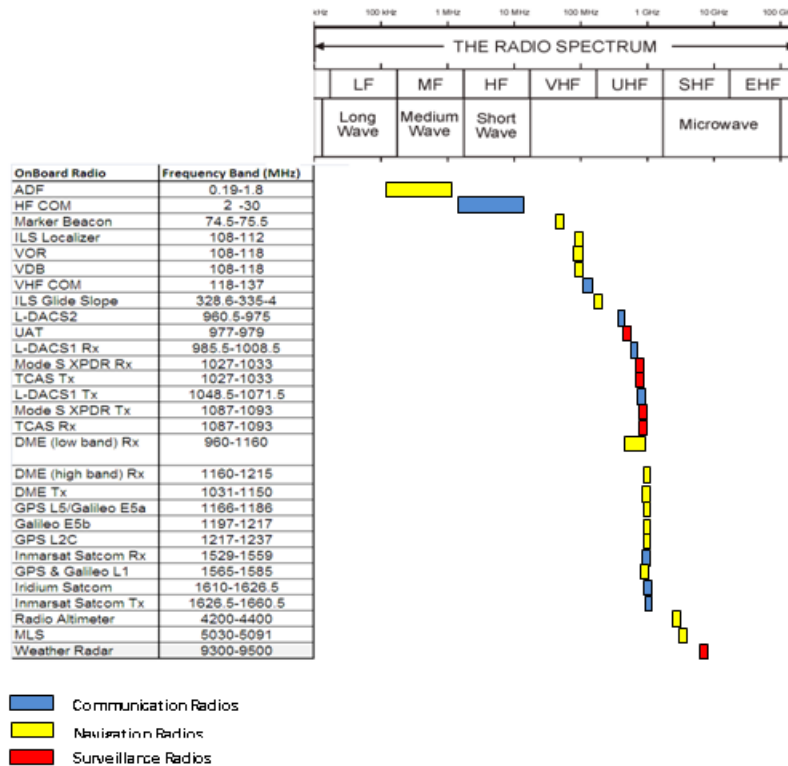 kHz 100 kHz 1 MHz 10 MHz 100 MHz 1 GHz 10 GHz 100 GHz
THE RADIO SPECTRUM
LF MF HF VHF UHF SHF EHF
Long Wave Medium Wave Short Wave Microwave
OnBoard Radio Frequency Band (MHz)
ADF 0.19-1.8
HF COM 2 -30
Marker Beacon 74.5-75.5
ILS Localizer 108-112
VOR 108-118
VDB 108-118
VHF COM 118-137
ILS Glide Slope 328.6-335-4
L-DACS2 960.5-975
UAT 977-979
L-DACS1 Rx 985.5-1008.5
Mode S XPDR Rx 1027-1033
TCAS Tx 1027-1033
L-DACS1 Tx 1048.5-1071.5
Mode S XPDR Tx 1087-1093
TCAS Rx 1087-1093
DME (low band) Rx 960-1160
DME (high band) Rx 1160-1215
DME Tx 1031-1150
GPS L5/Galileo E5a 1166-1186
Galileo E5b 1197-1217
GPS L2C 1217-1237
Inmarsat Satcom Rx 1529-1559
GPS & Galileo L1 1565-1585
Iridium Satcom 1610-1626.5
Inmarsat Satcom Tx 1626.5-1660.5
Radio Altimeter 4200-4400
MLS 5030-5091
Weather Radar 9300-9500
Communication Radios
Navigation Radios
Surveillance Radios